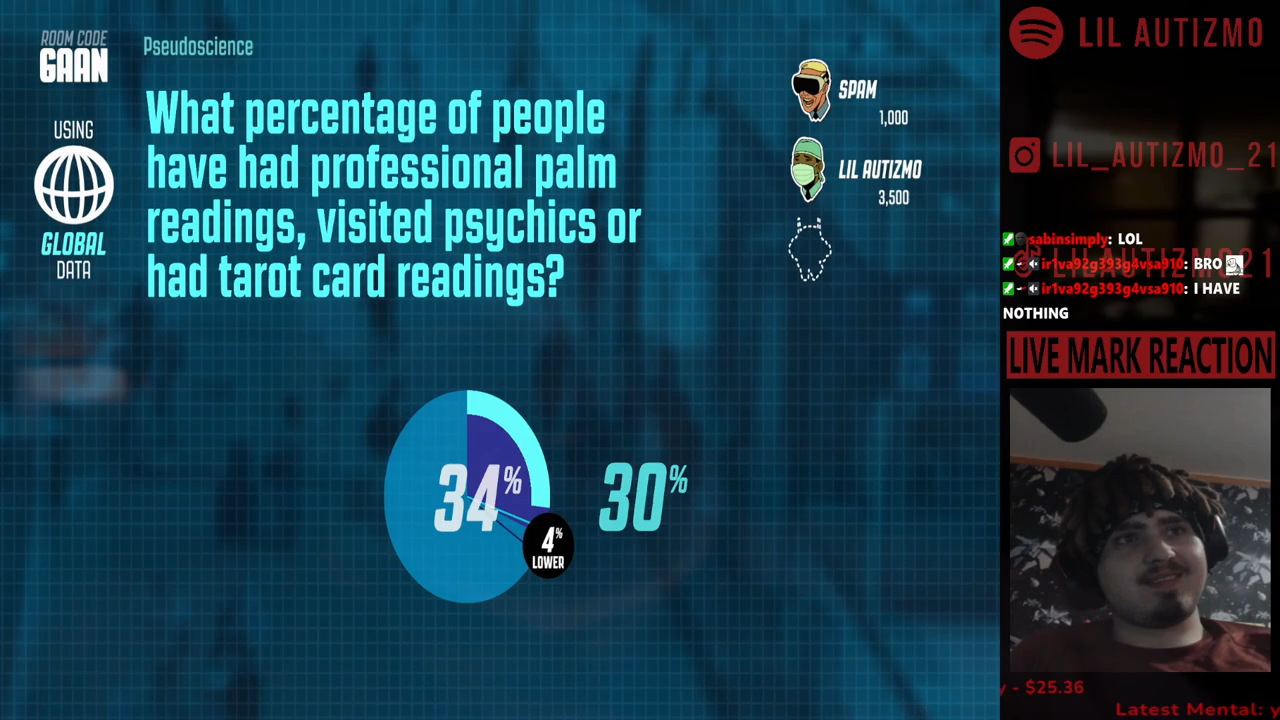 ROOM CODE
GAAN
USING
GLOBAL
DATA
Pseudoscience
What percentage of people
have had professional palm
readings, visited psychics or
had tarot card readings?
SPAM
1,000
LIL AUTIZMO
3,500
34%
30%
4%
LOWER
LIL AUTIZMO
LIL_AUTIZMO_21
sabinsimply: LOL
ir1va92g393g4vsa910: BRO
ir1va92g393g4vsa910: I HAVE
NOTHING
LIVE MARK REACTION
y - $25.36
Latest Mental: y